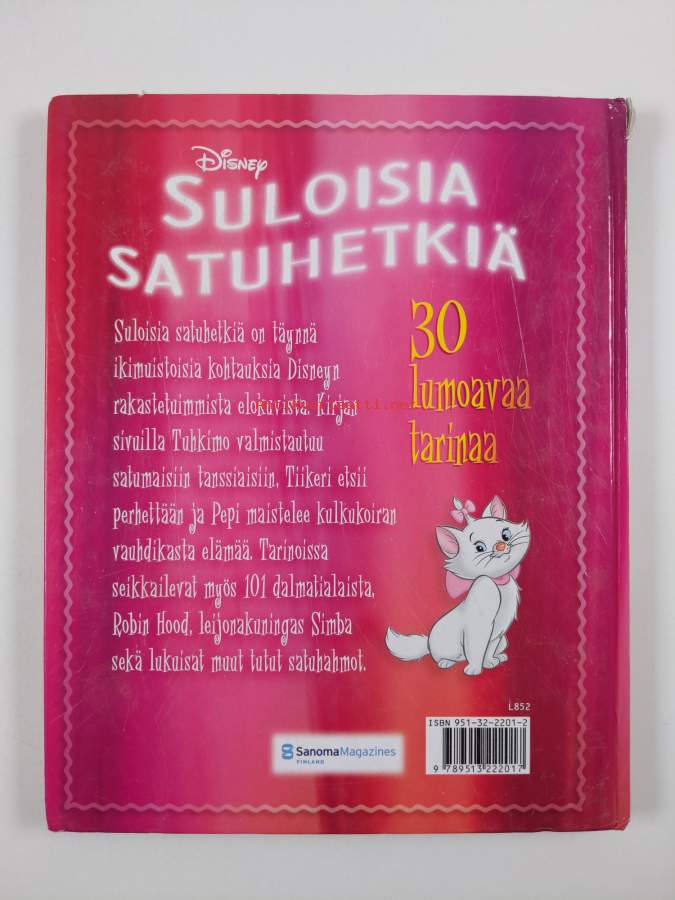 Disney
SULOISIA
SATUHETKIÄ
Suloisia satuhetkiä on täynnä
ikimuistoisia kohtauksia Disneyn
rakastetuimmista elokuvista. Kirjan
sivuilla Tuhkimo valmistautuu
satumaisiin tanssiaisiin, Tiikeri etsii
perhettään ja Pepi maistelee kulkukoiran
vauhdikasta elämää. Tarinoissa
seikkailevat myös 101 dalmatialaista,
Robin Hood, leijonakuningas Simba
sekä lukuisat muut tutut satuhahmot.
30
lumoavaa
tarinaa
L852
ISBN 951-32-2201-2
9 789513 222017
SanomaMagazines
FINLAND